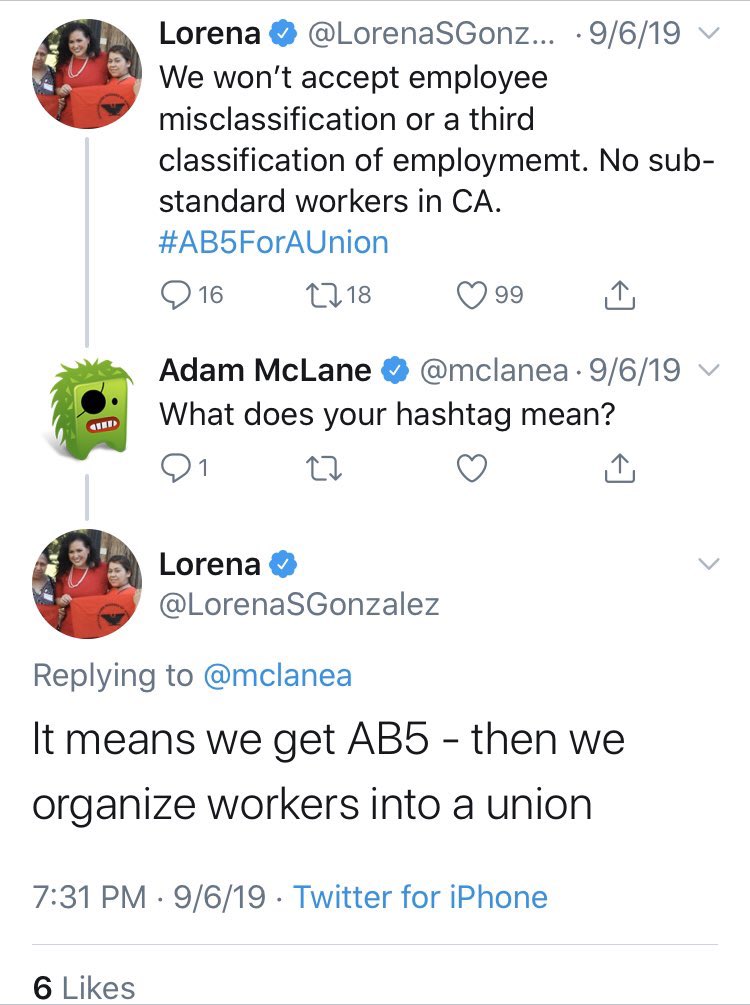 Lorena @LorenaSGonz... · 9/6/19
We won’t accept employee
misclassification or a third
classification of employmemt. No sub-
standard workers in CA.
#AB5ForAUnion
16 18 99
Adam McLane @mclanea · 9/6/19
What does your hashtag mean?
1
Lorena
@LorenaSGonzalez
Replying to @mclanea
It means we get AB5 - then we
organize workers into a union
7:31 PM · 9/6/19 · Twitter for iPhone
6 Likes